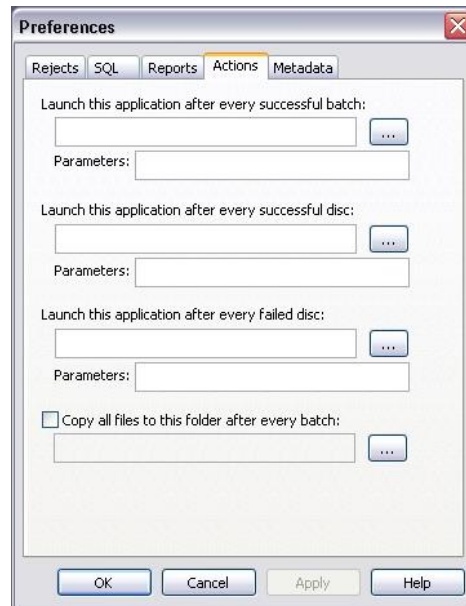 Preferences
Rejects SQL Reports Actions Metadata
Launch this application after every successful batch:
...
Parameters:
Launch this application after every successful disc:
...
Parameters:
Launch this application after every failed disc:
...
Parameters:
Copy all files to this folder after every batch:
...
OK Cancel Apply Help